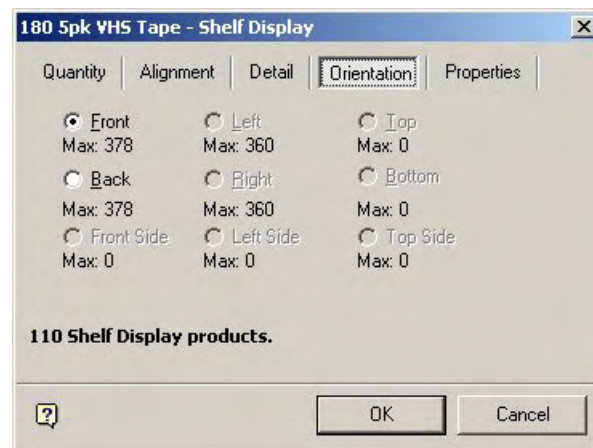 180 5pk VHS Tape - Shelf Display
Quantity Alignment Detail Orientation Properties
Front Left Top
Max: 378 Max: 360 Max: 0
Back Right Bottom
Max: 378 Max: 360 Max: 0
Front Side Left Side Top Side
Max: 0 Max: 0 Max: 0
110 Shelf Display products.
OK Cancel